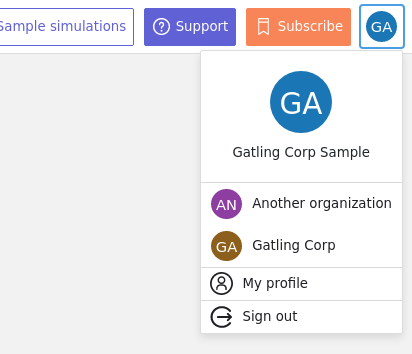 Sample simulations
Support
Subscribe
GA
GA
Gatling Corp Sample
AN Another organization
GA Gatling Corp
My profile
Sign out